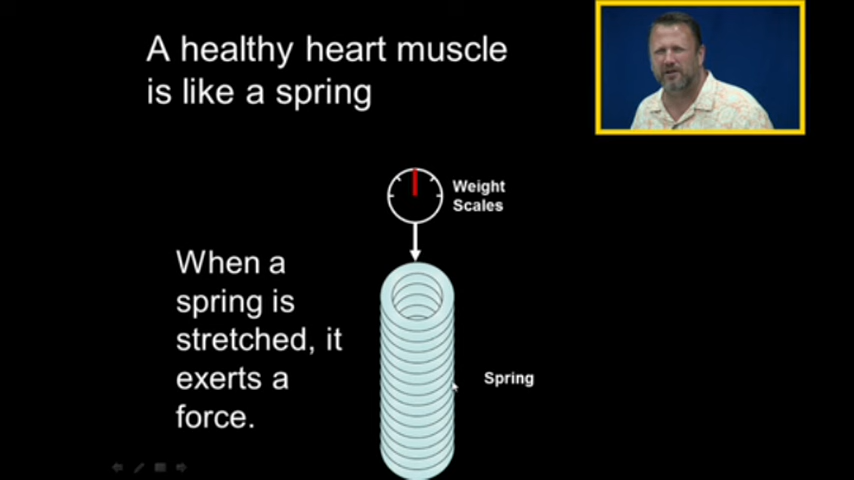 A healthy heart muscle
is like a spring
Weight
Scales
When a
spring is
stretched, it
exerts a
force.
Spring